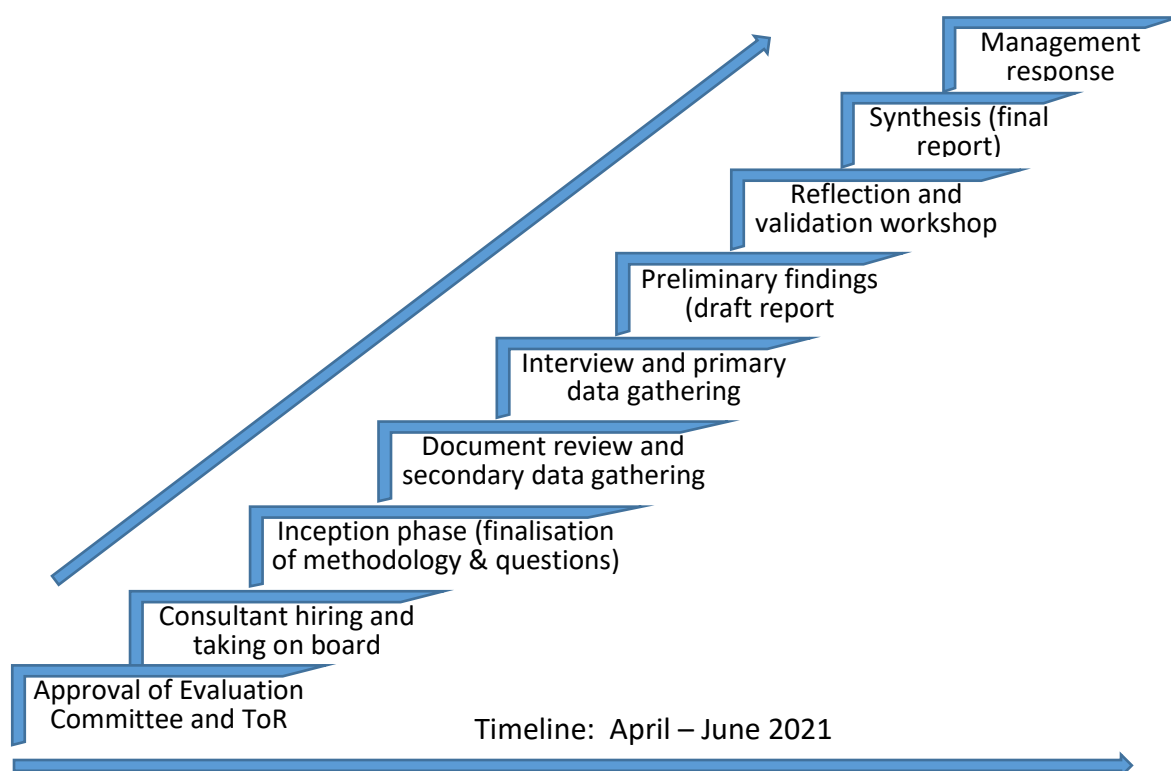 Management
response
Synthesis (final
report)
Reflection and
validation workshop
Preliminary findings
(draft report
Interview and primary
data gathering
Document review and
secondary data gathering
Inception phase (finalisation
of methodology & questions)
Consultant hiring and
taking on board
Approval of Evaluation
Committee and ToR
Timeline: April – June 2021